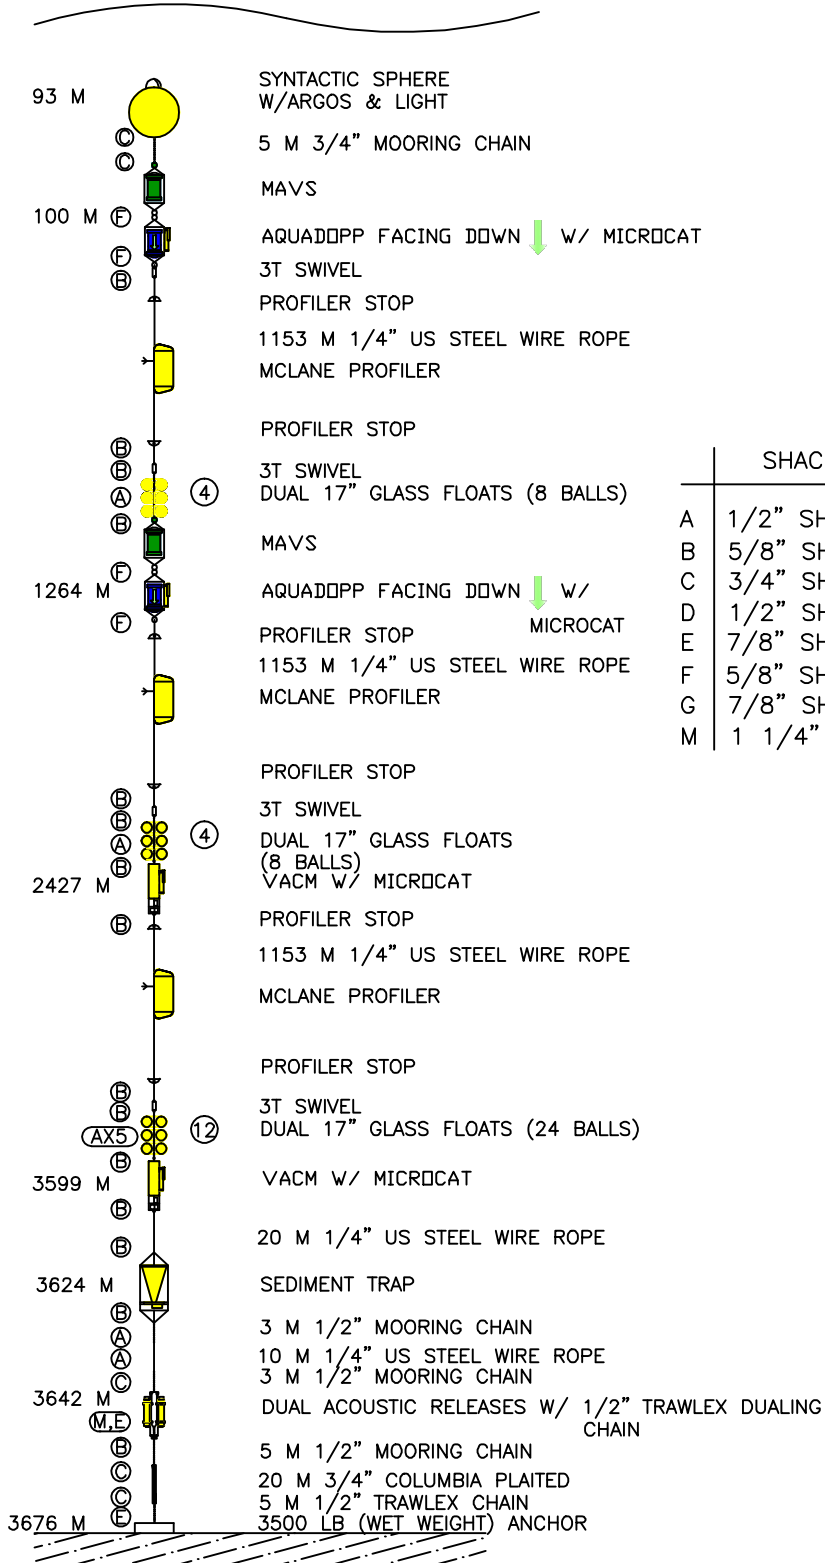 SYNTACTIC SPHERE
93 M
W/ARGOS & LIGHT
C
5 M 3/4" MOORING CHAIN
C
MAVS
100 M F
AQUADOPP FACING DOWN W/ MICROCAT
F
3T SWIVEL
B
PROFILER STOP
1153 M 1/4" US STEEL WIRE ROPE
MCLANE PROFILER
PROFILER STOP
B
B 3T SWIVEL
A 4 DUAL 17" GLASS FLOATS (8 BALLS)
B
MAVS
F
1264 M AQUADOPP FACING DOWN W/
MICROCAT
F
PROFILER STOP
1153 M 1/4" US STEEL WIRE ROPE
MCLANE PROFILER
PROFILER STOP
B
3T SWIVEL
B
A 4 DUAL 17" GLASS FLOATS
(8 BALLS)
B
2427 M VACM W/ MICROCAT
B PROFILER STOP
1153 M 1/4" US STEEL WIRE ROPE
MCLANE PROFILER
PROFILER STOP
B
B 3T SWIVEL
AX5 12 DUAL 17" GLASS FLOATS (24 BALLS)
B
3599 M VACM W/ MICROCAT
B
20 M 1/4" US STEEL WIRE ROPE
B
3624 M SEDIMENT TRAP
B
3 M 1/2" MOORING CHAIN
A
A 10 M 1/4" US STEEL WIRE ROPE
C 3 M 1/2" MOORING CHAIN
3642 M
DUAL ACOUSTIC RELEASES W/ 1/2" TRAWLEX DUALING
CHAIN
M,E
B 5 M 1/2" MOORING CHAIN
C 20 M 3/4" COLUMBIA PLAITED
C 5 M 1/2" TRAWLEX CHAIN
E
3676 M 3500 LB (WET WEIGHT) ANCHOR
SHAC
A 1/2" SH
B 5/8" SH
C 3/4" SH
D 1/2" SH
E 7/8" SH
F 5/8" SH
G 7/8" SH
M 1 1/4"